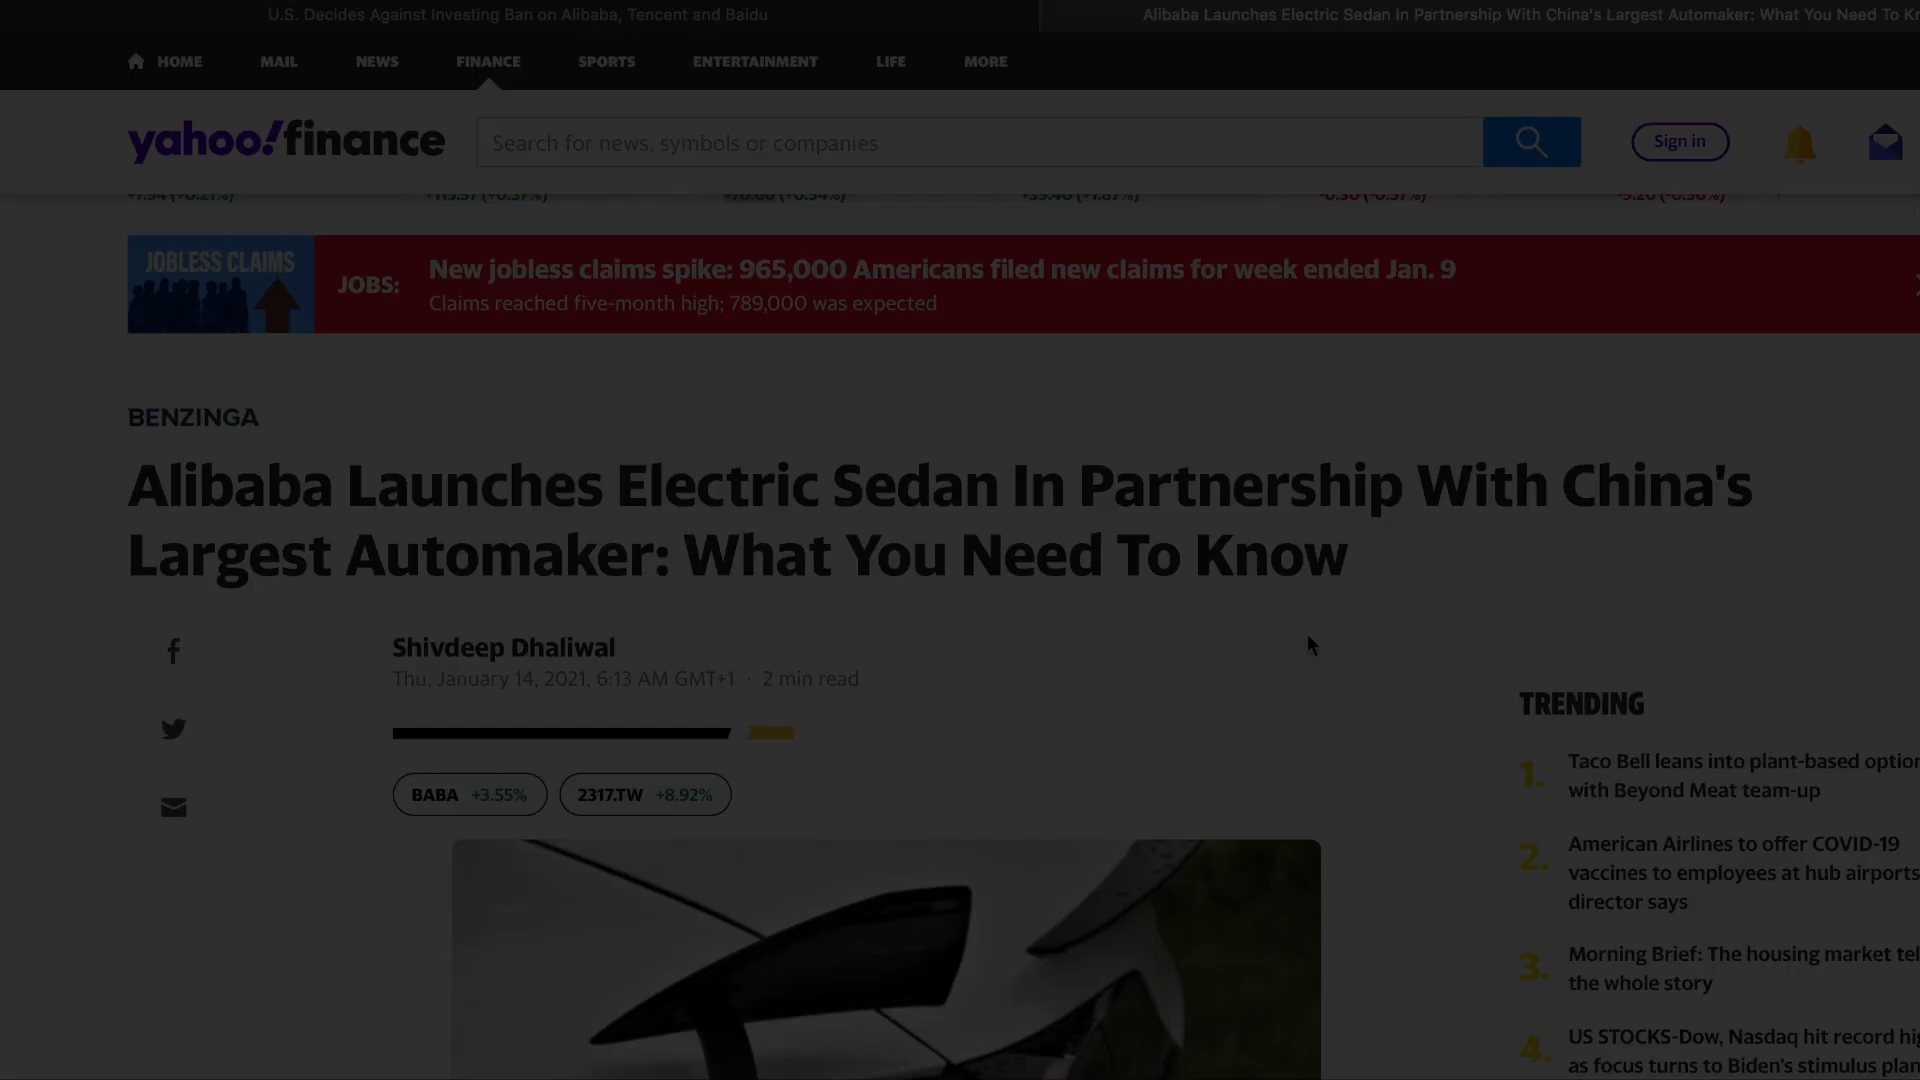 U.S. Decides Against Investing Ban on Alibaba, Tencent and Baidu
Alibaba Launches Electric Sedan In Partnership With China's Largest Automaker: What You Need To
HOME MAIL NEWS FINANCE SPORTS ENTERTAINMENT LIFE MORE
yahoo!finance
Search for news, symbols or companies
Sign in
JOBLESS CLAIMS
JOBS:
New jobless claims spike: 965,000 Americans filed new claims for week ended Jan. 9
Claims reached five-month high; 789,000 was expected
BENZINGA
Alibaba Launches Electric Sedan In Partnership With China's
Largest Automaker: What You Need To Know
Shivdeep Dhaliwal
Thu, January 14, 2021, 6:13 AM GMT+1 · 2 min read
BABA +3.55%
2317.TW +8.92%
TRENDING
1. Taco Bell leans into plant-based
with Beyond Meat team-up
2. American Airlines to offer COVID-19
vaccines to employees at hub airports
director says
3. Morning Brief: The housing market
the whole story
4. US STOCKS-Dow, Nasdaq hit record
as focus turns to Biden's stimulus plan